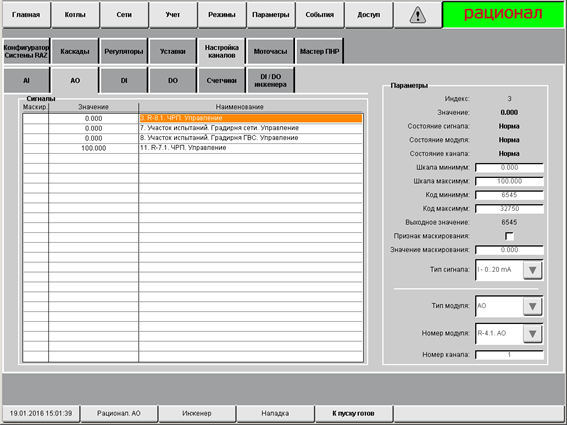 Главная Котлы Сети Учет Режимы Параметры События Доступ рационал
Конфигуратор Системы RAZ Каскады Регуляторы Уставки Настройка каналов Моточасы Мастер ПНР
AI AO DI DO Счетчики DI / DO инженера
Сигналы
Маскир. Значение Наименование
0.000 3. R-8.1. ЧРП. Управление
0.000 7. Участок испытаний. Градирня сети. Управление
0.000 8. Участок испытаний. Градирня ГВС. Управление
100.000 11. R-7.1. ЧРП. Управление
Параметры
Индекс: 3
Значение: 0.000
Состояние сигнала: Норма
Состояние модуля: Норма
Состояние канала: Норма
Шкала минимум: 0.000
Шкала максимум: 100.000
Код минимум: 6545
Код максимум: 32750
Выходное значение: 6545
Признак маскирования:
Значение маскирования: 0.000
Тип сигнала: I - 0..20 mA
Тип модуля: AO
Номер модуля: R-4.1. AO
Номер канала: 1
19.01.2016 15:01:39 Рационал. АО Инженер Наладка К пуску готов